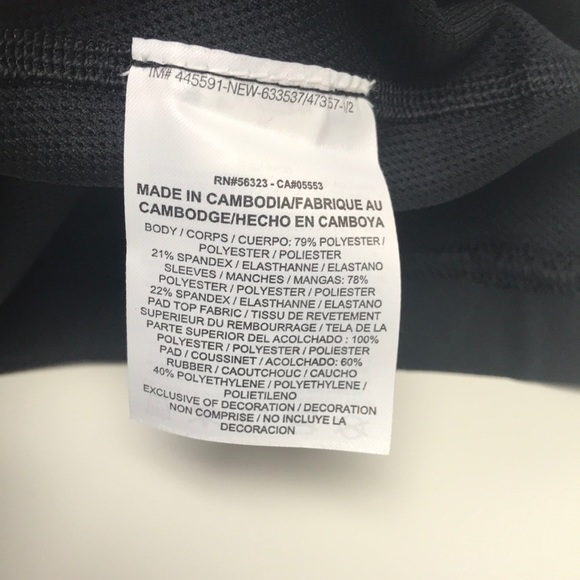 IM# 445591-NEW-633537/47357-1/2
RN#56323 - CA#05553
MADE IN CAMBODIA/FABRIQUE AU
CAMBODGE/HECHO EN CAMBOYA
BODY / CORPS / CUERPO: 79% POLYESTER /
POLYESTER / POLIESTER
21% SPANDEX / ELASTHANNE / ELASTANO
SLEEVES / MANCHES / MANGAS: 78%
POLYESTER / POLYESTER / POLIESTER
22% SPANDEX / ELASTHANNE / ELASTANO
PAD TOP FABRIC / TISSU DE REVETEMENT
SUPERIEUR DU REMBOURRAGE / TELA DE LA
PARTE SUPERIOR DEL ACOLCHADO : 100%
POLYESTER / POLYESTER / POLIESTER
PAD / COUSSINET / ACOLCHADO: 60%
RUBBER / CAOUTCHOUC / CAUCHO
40% POLYETHYLENE / POLYETHYLENE /
POLIETILENO
EXCLUSIVE OF DECORATION / DECORATION
NON COMPRISE / NO INCLUYE LA
DECORACIÓN